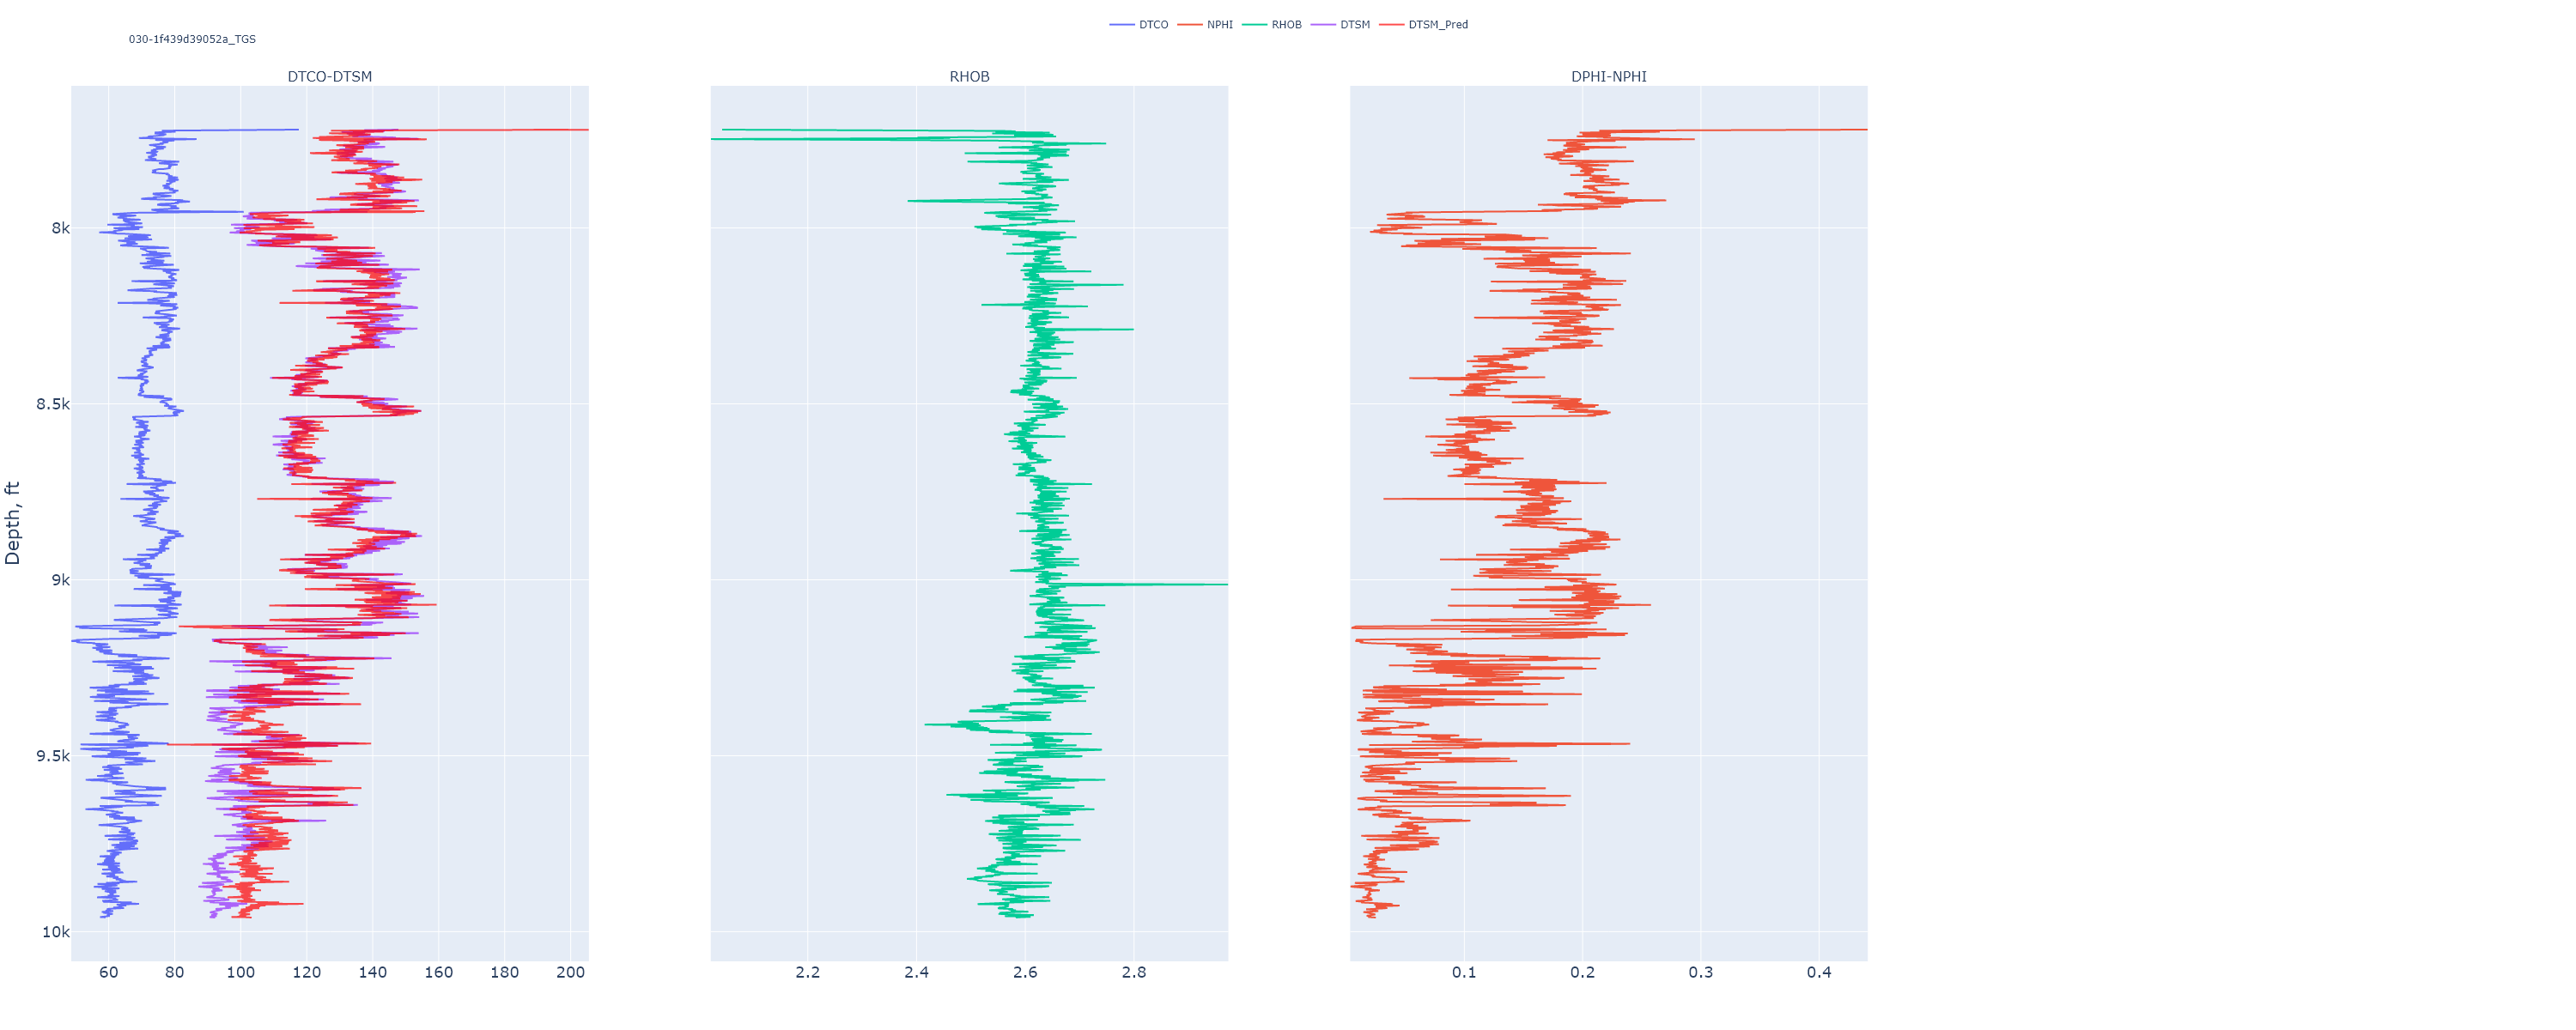 DTCO NPHI RHOB DTSM DTSM_Pred
030-1f439d39052a_TGS
DTCO-DTSM RHOB DPHI-NPHI
Depth, ft
8k
8.5k
9k
9.5k
10k
60 80 100 120 140 160 180 200 2.2 2.4 2.6 2.8 0.1 0.2 0.3 0.4